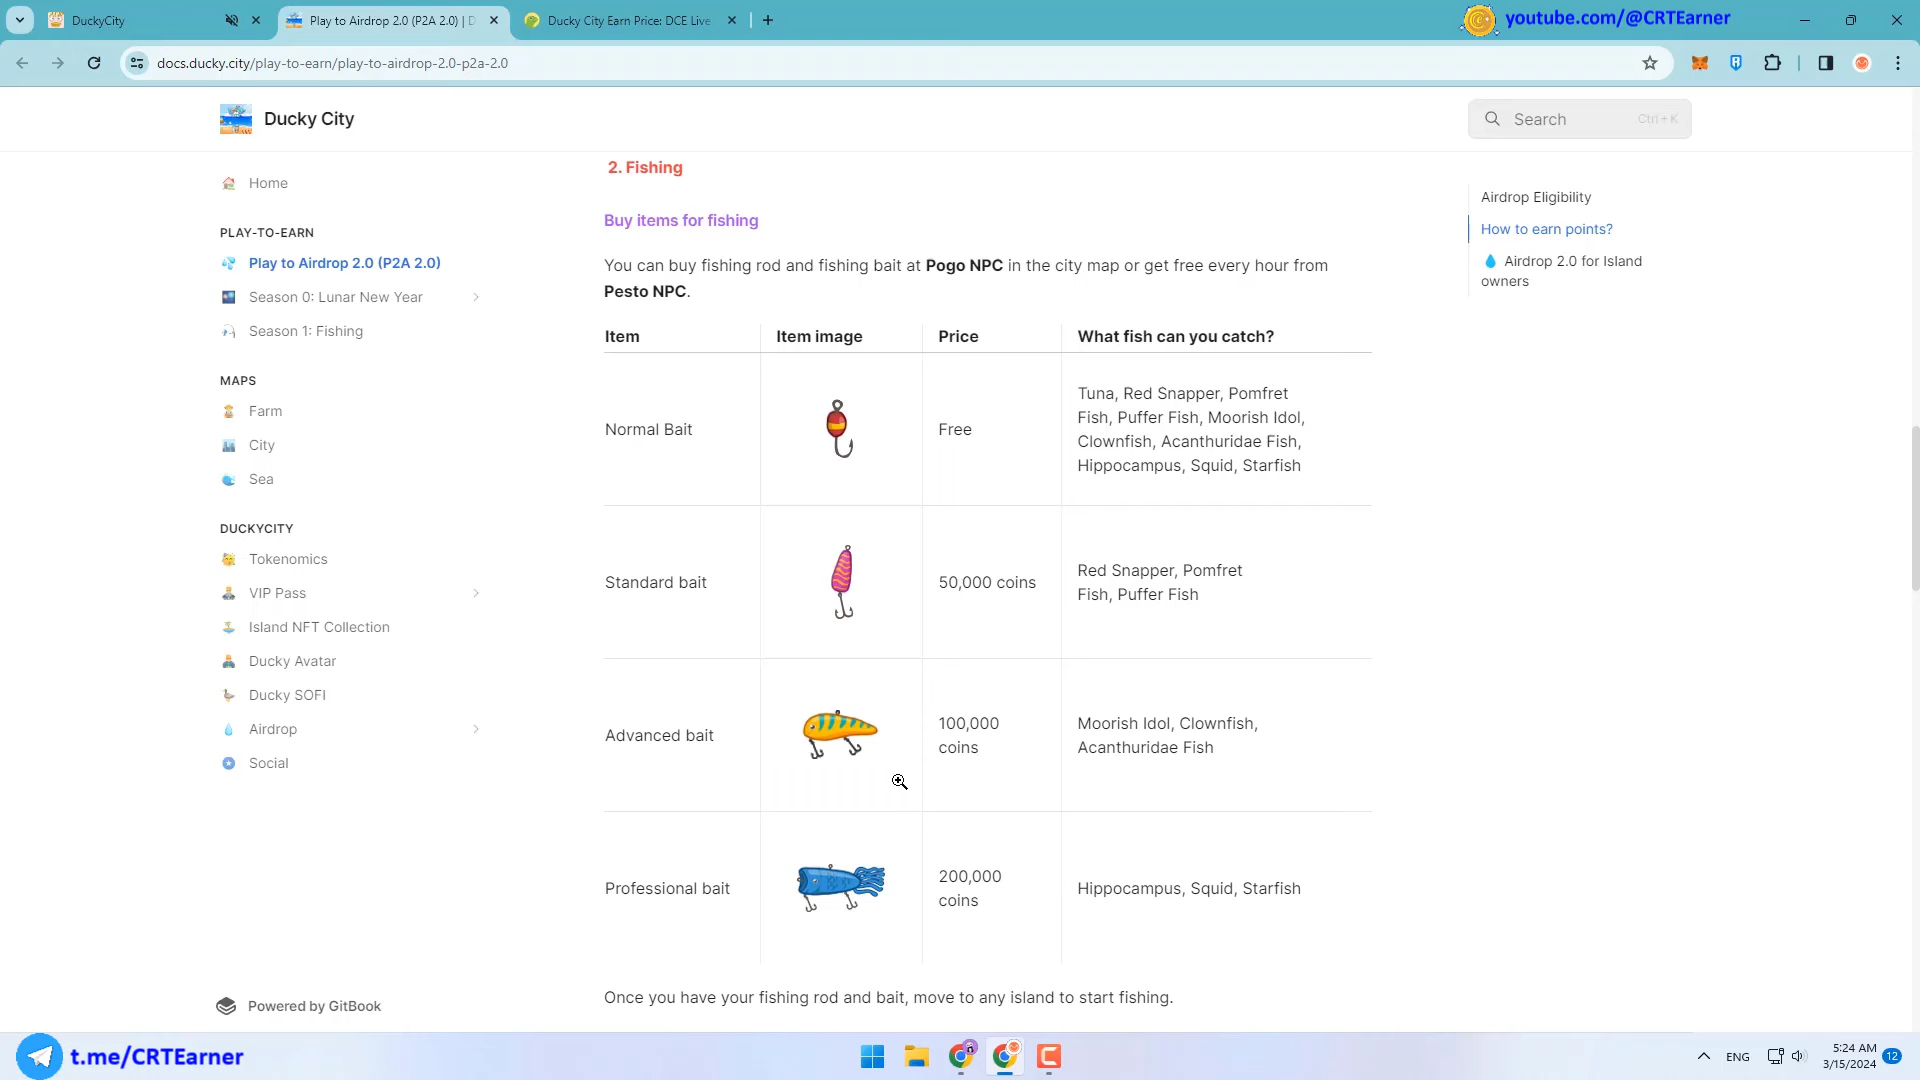 DuckyCity
Play to Airdrop 2.0 (P2A 2.0) | D
Ducky City Earn Price: DCE Live
youtube.com/@CRTEarner
docs.ducky.city/play-to-earn/play-to-airdrop-2.0-p2a-2.0
Ducky City
Search
Ctrl + K
Home
PLAY-TO-EARN
Play to Airdrop 2.0 (P2A 2.0)
Season 0: Lunar New Year
Season 1: Fishing
MAPS
Farm
City
Sea
DUCKYCITY
Tokenomics
VIP Pass
Island NFT Collection
Ducky Avatar
Ducky SOFI
Airdrop
Social
Powered by GitBook
2. Fishing
Buy items for fishing
You can buy fishing rod and fishing bait at Pogo NPC in the city map or get free every hour from
Pesto NPC.
Item
Item image
Price
What fish can you catch?
Normal Bait
Free
Tuna, Red Snapper, Pomfret
Fish, Puffer Fish, Moorish Idol,
Clownfish, Acanthuridae Fish,
Hippocampus, Squid, Starfish
Standard bait
50,000 coins
Red Snapper, Pomfret
Fish, Puffer Fish
Advanced bait
100,000
coins
Moorish Idol, Clownfish,
Acanthuridae Fish
Professional bait
200,000
coins
Hippocampus, Squid, Starfish
Once you have your fishing rod and bait, move to any island to start fishing.
Airdrop Eligibility
How to earn points?
Airdrop 2.0 for Island
owners
t.me/CRTEarner
ENG
5:24 AM
3/15/2024
12